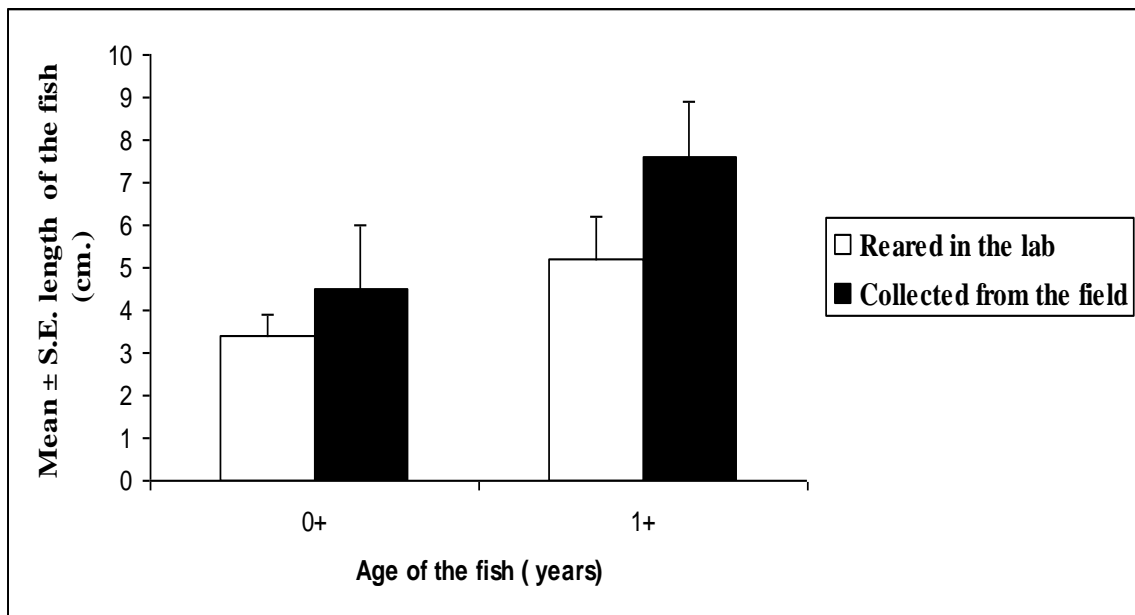 Mean ± S.E. length of the fish
(cm.)
10
9
8
7
6
5
4
3
2
1
0
0+
1+
Age of the fish ( years)
Reared in the lab
Collected from the field